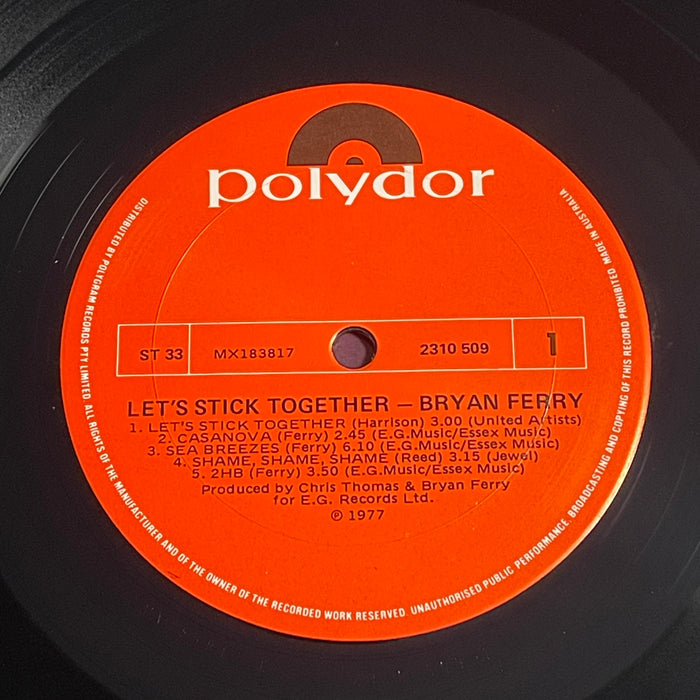 polydor
ST 33 MX183817 2310 509 1
LET'S STICK TOGETHER — BRYAN FERRY
1. LET'S STICK TOGETHER (Harrison) 3.00 (United Artists)
2. CASANOVA (Ferry) 2.45 (E.G.Music/Essex Music)
3. SEA BREEZES (Ferry) 6.10 (E.G.Music/Essex Music)
4. SHAME, SHAME, SHAME (Reed) 3.15 (Jewel)
5. 2HB (Ferry) 3.50 (E.G.Music/Essex Music)
Produced by Chris Thomas & Bryan Ferry
for E.G. Records Ltd.
℗ 1977
DISTRIBUTED BY POLYGRAM RECORDS PTY LIMITED ALL RIGHTS OF THE MANUFACTURER AND OF THE OWNER OF THE RECORDED WORK RESERVED. UNAUTHORISED PUBLIC PERFORMANCE, BROADCASTING AND COPYING OF THIS RECORD PROHIBITED MADE IN AUSTRALIA